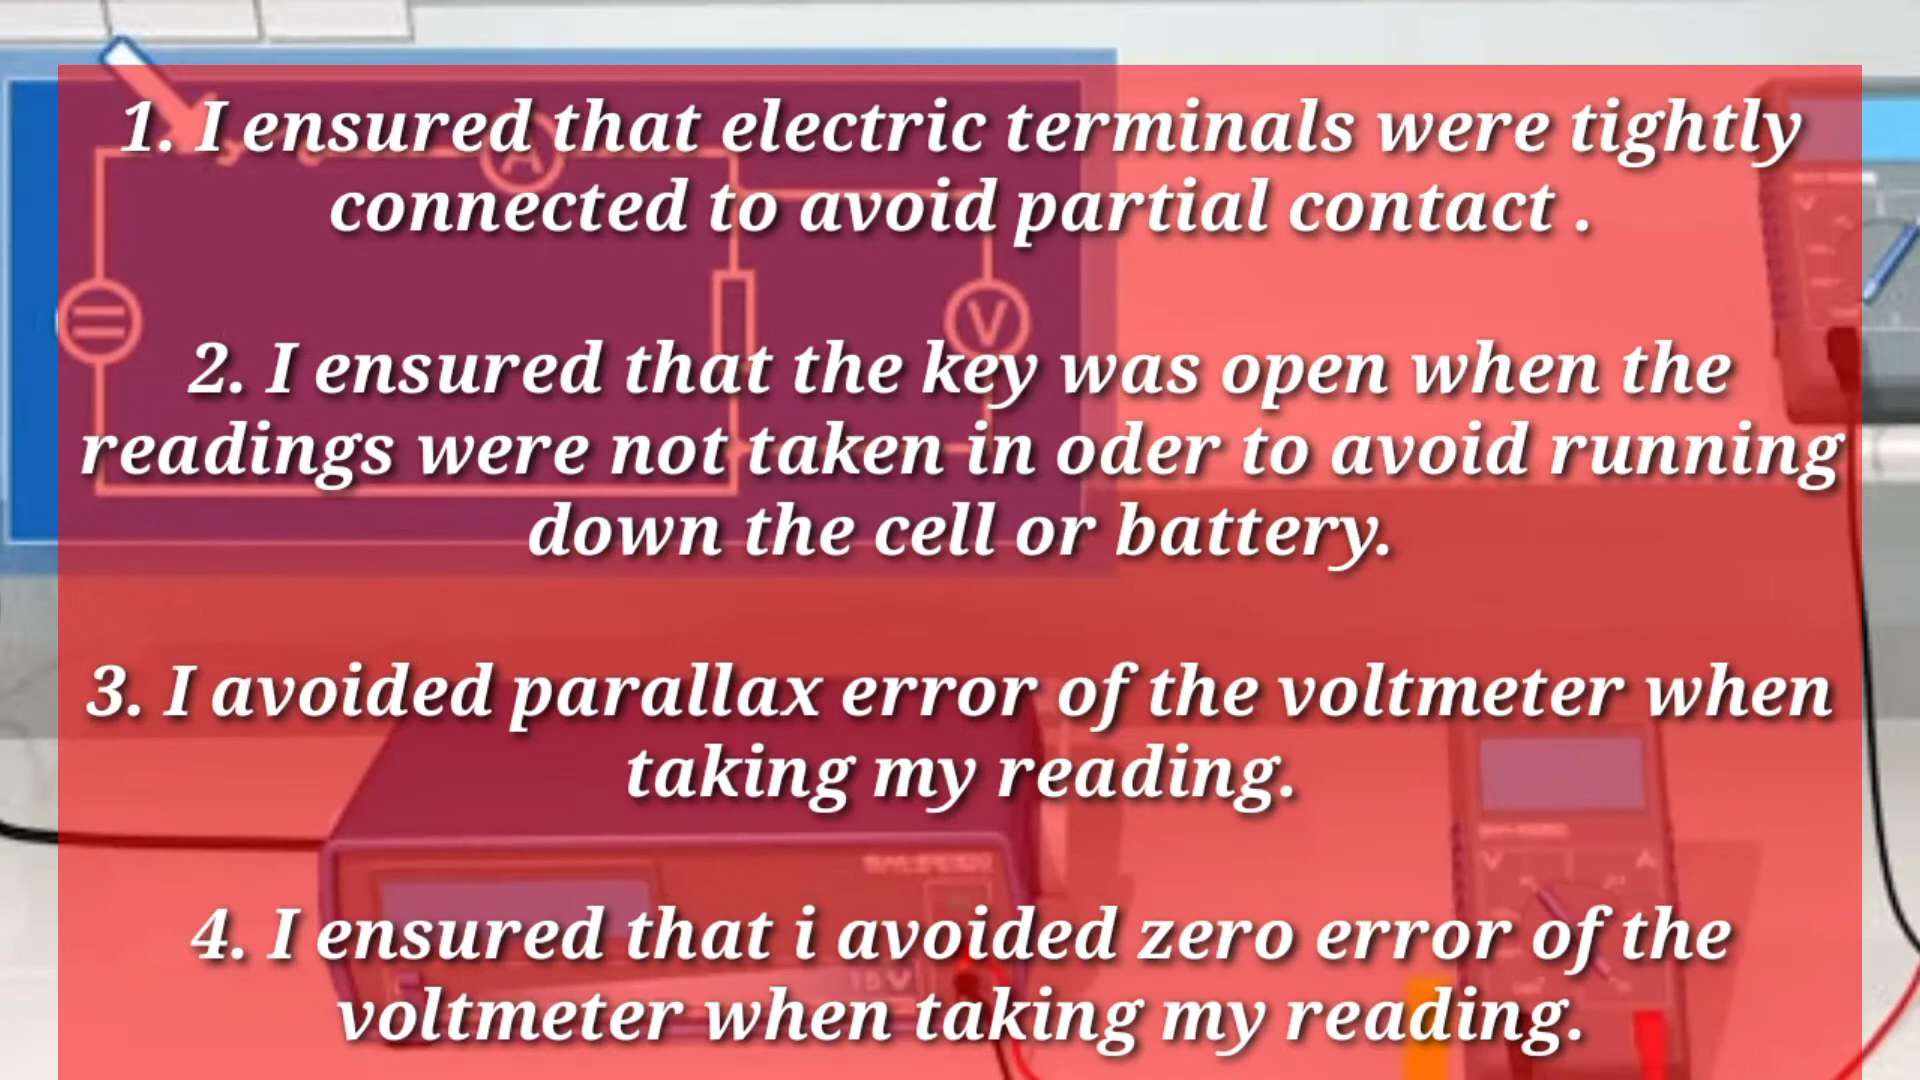 1. I ensured that electric terminals were tightly
connected to avoid partial contact .
2. I ensured that the key was open when the
readings were not taken in oder to avoid running
down the cell or battery.
3. I avoided parallax error of the voltmeter when
taking my reading.
4. I ensured that i avoided zero error of the
voltmeter when taking my reading.
A
V
V
V
A
15 V